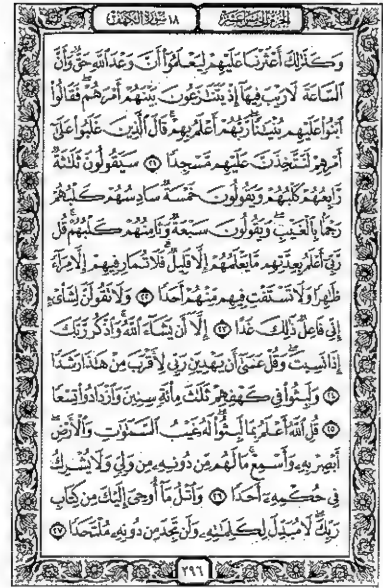 الجزء الخامس عشر
١٨ سورة الكهف
وَكَذَٰلِكَ أَعْثَرْنَا عَلَيْهِمْ لِيَعْلَمُوٓا۟ أَنَّ وَعْدَ ٱللَّهِ حَقٌّ وَأَنَّ
ٱلسَّاعَةَ لَا رَيْبَ فِيهَآ إِذْ يَتَنَٰزَعُونَ بَيْنَهُمْ أَمْرَهُمْ ۖ فَقَالُوا۟
ٱبْنُوا۟ عَلَيْهِم بُنْيَٰنًا ۖ رَّبُّهُمْ أَعْلَمُ بِهِمْ ۚ قَالَ ٱلَّذِينَ غَلَبُوا۟ عَلَىٰٓ
أَمْرِهِمْ لَنَتَّخِذَنَّ عَلَيْهِم مَّسْجِدًا ٢١ سَيَقُولُونَ ثَلَٰثَةٌ
رَّابِعُهُمْ كَلْبُهُمْ وَيَقُولُونَ خَمْسَةٌ سَادِسُهُمْ كَلْبُهُمْ
رَجْمًۢا بِٱلْغَيْبِ ۖ وَيَقُولُونَ سَبْعَةٌ وَثَامِنُهُمْ كَلْبُهُمْ ۚ قُل
رَّبِّىٓ أَعْلَمُ بِعِدَّتِهِم مَّا يَعْلَمُهُمْ إِلَّا قَلِيلٌ ۗ فَلَا تُمَارِ فِيهِمْ إِلَّا مِرَآءً
ظَٰهِرًا وَلَا تَسْتَفْتِ فِيهِم مِّنْهُمْ أَحَدًا ٢٢ وَلَا تَقُولَنَّ لِشَا۟ىْءٍ
إِنِّى فَاعِلٌ ذَٰلِكَ غَدًا ٢٣ إِلَّآ أَن يَشَآءَ ٱللَّهُ ۚ وَٱذْكُر رَّبَّكَ
إِذَا نَسِيتَ وَقُلْ عَسَىٰٓ أَن يَهْدِيَنِ رَبِّى لِأَقْرَبَ مِنْ هَٰذَا رَشَدًا
٢٤ وَلَبِثُوا۟ فِى كَهْفِهِمْ ثَلَٰثَ مِا۟ئَةٍ سِنِينَ وَٱزْدَادُوا۟ تِسْعًا
٢٥ قُلِ ٱللَّهُ أَعْلَمُ بِمَا لَبِثُوا۟ ۖ لَهُۥ غَيْبُ ٱلسَّمَٰوَٰتِ وَٱلْأَرْضِ ۖ
أَبْصِرْ بِهِۦ وَأَسْمِعْ ۚ مَا لَهُم مِّن دُونِهِۦ مِن وَلِىٍّ وَلَا يُشْرِكُ
فِى حُكْمِهِۦٓ أَحَدًا ٢٦ وَٱتْلُ مَآ أُوحِىَ إِلَيْكَ مِن كِتَابِ
رَبِّكَ ۖ لَا مُبَدِّلَ لِكَلِمَٰتِهِۦ وَلَن تَجِدَ مِن دُونِهِۦ مُلْتَحَدًا ٢٧
٢٩٦